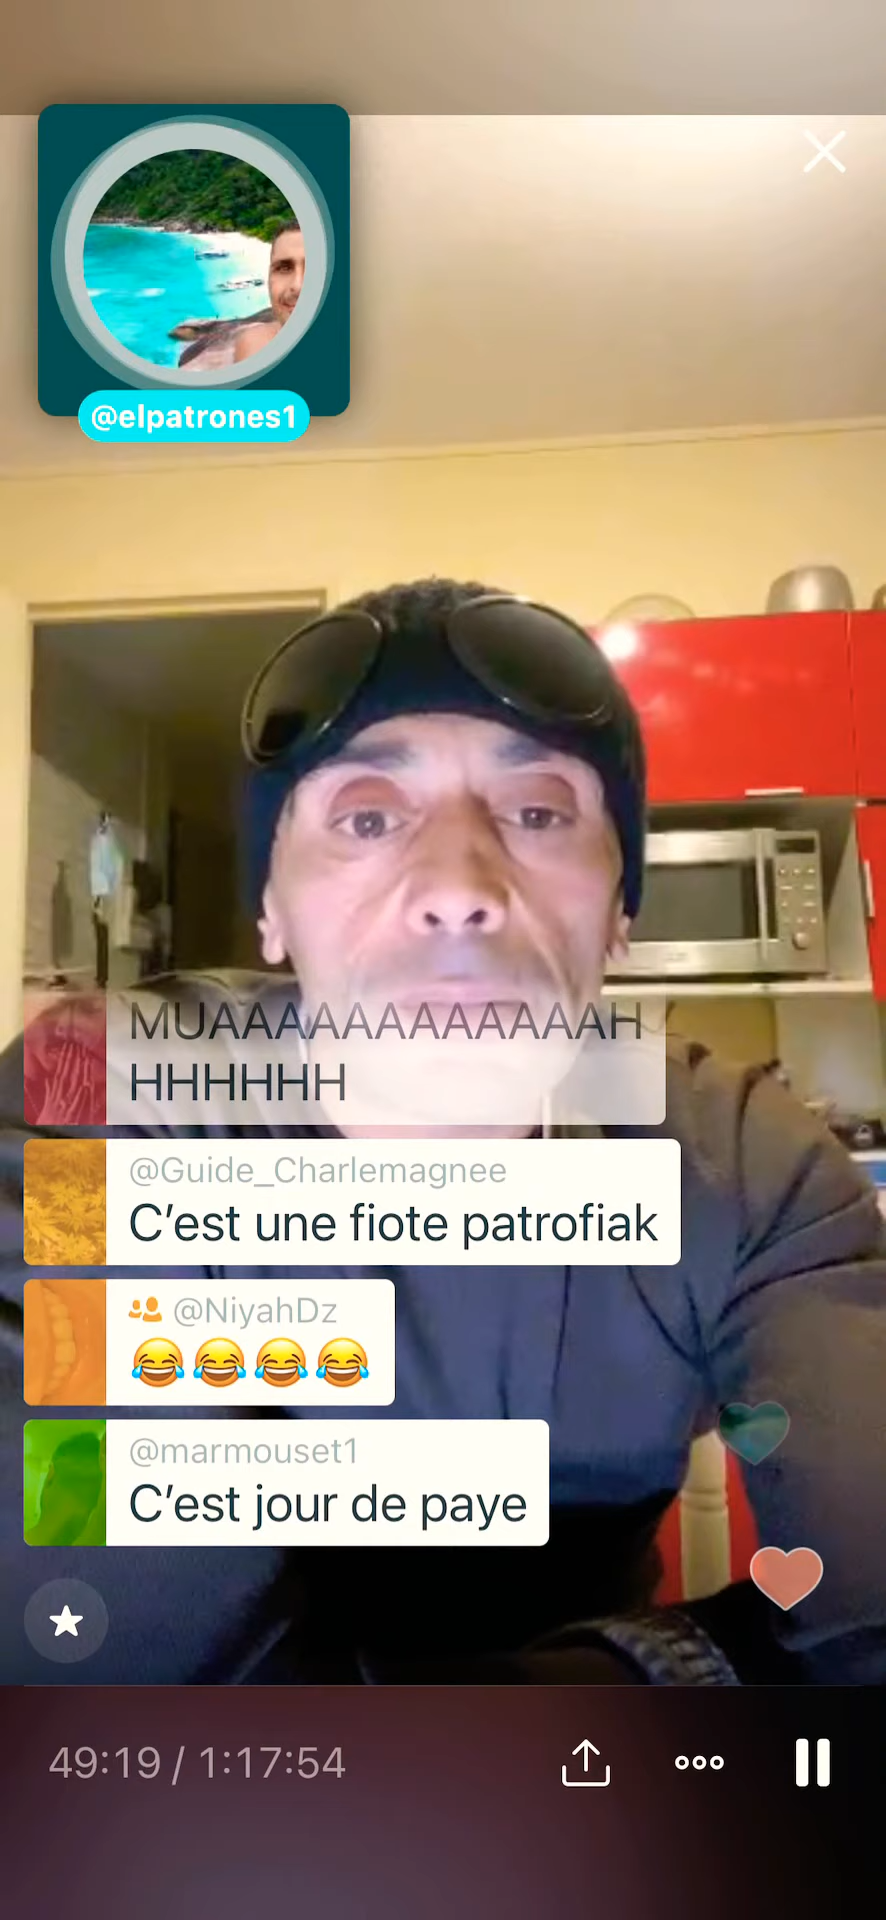 @elpatrones1
MUAAAAAAAAAAAAH
HHHHHH
@Guide_Charlemagnee
C’est une fiote patrofiak
@NiyahDz
😂😂😂😂
@marmouset1
C’est jour de paye
49:19 / 1:17:54